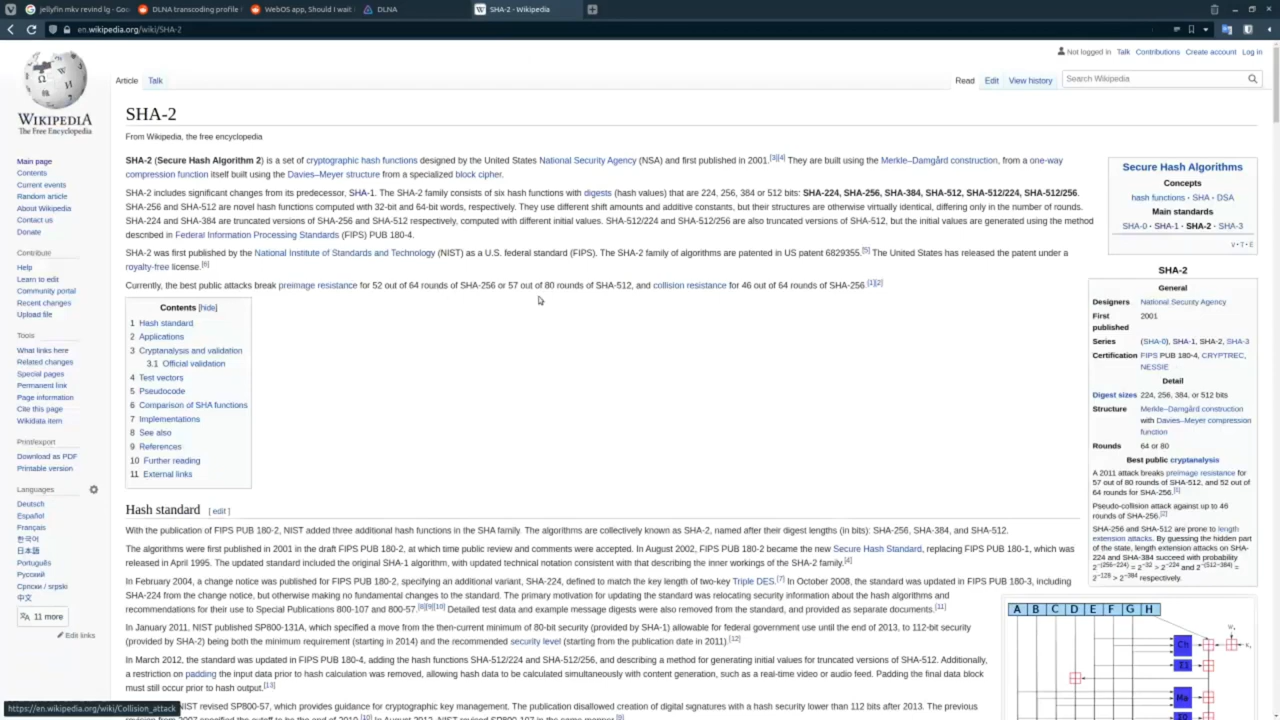 jellyfin mkv revind lg - Goo
DLNA transcoding profile
WebOS app, Should I wait
DLNA
SHA-2 - Wikipedia
en.wikipedia.org/wiki/SHA-2
Not logged in Talk Contributions Create account Log in
Article Talk
Read Edit View history
Search Wikipedia
WIKIPEDIA
The Free Encyclopedia
Main page
Contents
Current events
Random article
About Wikipedia
Contact us
Donate
Contribute
Help
Learn to edit
Community portal
Recent changes
Upload file
Tools
What links here
Related changes
Special pages
Permanent link
Page information
Cite this page
Wikidata item
Print/export
Download as PDF
Printable version
Languages
Deutsch
Español
Français
한국어
日本語
Português
Русский
Српски / srpski
中文
11 more
Edit links
SHA-2
From Wikipedia, the free encyclopedia
SHA-2 (Secure Hash Algorithm 2) is a set of cryptographic hash functions designed by the United States National Security Agency (NSA) and first published in 2001.[3][4] They are built using the Merkle–Damgård construction, from a one-way
compression function itself built using the Davies–Meyer structure from a specialized block cipher.
SHA-2 includes significant changes from its predecessor, SHA-1. The SHA-2 family consists of six hash functions with digests (hash values) that are 224, 256, 384 or 512 bits: SHA-224, SHA-256, SHA-384, SHA-512, SHA-512/224, SHA-512/256.
SHA-256 and SHA-512 are novel hash functions computed with 32-bit and 64-bit words, respectively. They use different shift amounts and additive constants, but their structures are otherwise virtually identical, differing only in the number of rounds.
SHA-224 and SHA-384 are truncated versions of SHA-256 and SHA-512 respectively, computed with different initial values. SHA-512/224 and SHA-512/256 are also truncated versions of SHA-512, but the initial values are generated using the method
described in Federal Information Processing Standards (FIPS) PUB 180-4.
SHA-2 was first published by the National Institute of Standards and Technology (NIST) as a U.S. federal standard (FIPS). The SHA-2 family of algorithms are patented in US patent 6829355.[5] The United States has released the patent under a
royalty-free license.[6]
Currently, the best public attacks break preimage resistance for 52 out of 64 rounds of SHA-256 or 57 out of 80 rounds of SHA-512, and collision resistance for 46 out of 64 rounds of SHA-256.[1][2]
Contents [hide]
1 Hash standard
2 Applications
3 Cryptanalysis and validation
3.1 Official validation
4 Test vectors
5 Pseudocode
6 Comparison of SHA functions
7 Implementations
8 See also
9 References
10 Further reading
11 External links
Hash standard [ edit ]
With the publication of FIPS PUB 180-2, NIST added three additional hash functions in the SHA family. The algorithms are collectively known as SHA-2, named after their digest lengths (in bits): SHA-256, SHA-384, and SHA-512.
The algorithms were first published in 2001 in the draft FIPS PUB 180-2, at which time public review and comments were accepted. In August 2002, FIPS PUB 180-2 became the new Secure Hash Standard, replacing FIPS PUB 180-1, which was
released in April 1995. The updated standard included the original SHA-1 algorithm, with updated technical notation consistent with that describing the inner workings of the SHA-2 family.[4]
In February 2004, a change notice was published for FIPS PUB 180-2, specifying an additional variant, SHA-224, defined to match the key length of two-key Triple DES.[7] In October 2008, the standard was updated in FIPS PUB 180-3, including
SHA-224 from the change notice, but otherwise making no fundamental changes to the standard. The primary motivation for updating the standard was relocating security information about the hash algorithms and
recommendations for their use to Special Publications 800-107 and 800-57.[8][9][10] Detailed test data and example message digests were also removed from the standard, and provided as separate documents.[11]
In January 2011, NIST published SP800-131A, which specified a move from the then-current minimum of 80-bit security (provided by SHA-1) allowable for federal government use until the end of 2013, to 112-bit security
(provided by SHA-2) being both the minimum requirement (starting in 2014) and the recommended security level (starting from the publication date in 2011).[12]
In March 2012, the standard was updated in FIPS PUB 180-4, adding the hash functions SHA-512/224 and SHA-512/256, and describing a method for generating initial values for truncated versions of SHA-512. Additionally,
a restriction on padding the input data prior to hash calculation was removed, allowing hash data to be calculated simultaneously with content generation, such as a real-time video or audio feed. Padding the final data block
must still occur prior to hash output.[13]
NIST revised SP800-57, which provides guidance for cryptographic key management. The publication disallowed creation of digital signatures with a hash security lower than 112 bits after 2013. The previous
https://en.wikipedia.org/wiki/Collision_attack
Secure Hash Algorithms
Concepts
hash functions · SHA · DSA
Main standards
SHA-0 · SHA-1 · SHA-2 · SHA-3
V · T · E
SHA-2
General
Designers National Security Agency
First published 2001
Series (SHA-0), SHA-1, SHA-2, SHA-3
Certification FIPS PUB 180-4, CRYPTREC,
NESSIE
Detail
Digest sizes 224, 256, 384, or 512 bits
Structure Merkle–Damgård construction
with Davies–Meyer compression
function
Rounds 64 or 80
Best public cryptanalysis
A 2011 attack breaks preimage resistance for
57 out of 80 rounds of SHA-512, and 52 out of
64 rounds for SHA-256.[1]
Pseudo-collision attack against up to 46
rounds of SHA-256.[2]
SHA-256 and SHA-512 are prone to length
extension attacks. By guessing the hidden part
of the state, length extension attacks on SHA-
224 and SHA-384 succeed with probability
2−(256−224) = 2−32 > 2−224 and 2−(512−384) =
2−128 > 2−384 respectively.
A B C D E F G H
Ch
Σ1
Ma
Σ0